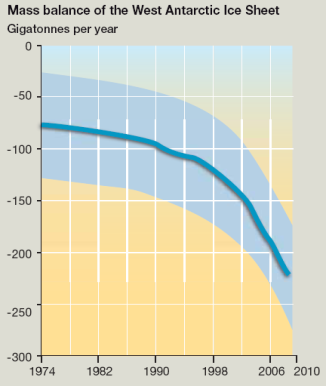 Mass balance of the West Antarctic Ice Sheet
Gigatonnes per year
0
-50
-100
-150
-200
-250
-300
1974 1982 1990 1998 2006 2010